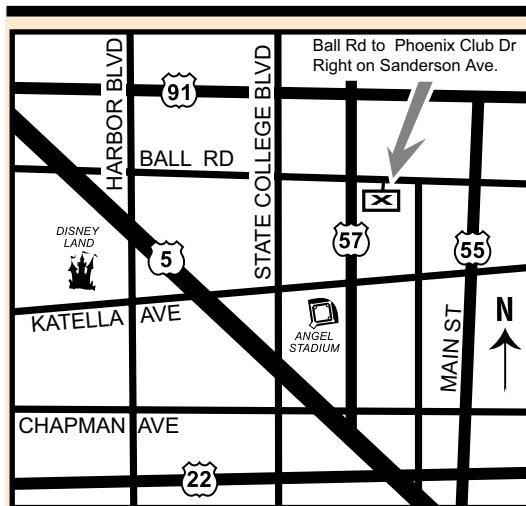 Ball Rd to Phoenix Club Dr
Right on Sanderson Ave.
HARBOR BLVD
STATE COLLEGE BLVD
91
BALL RD
DISNEY
LAND
5
57
55
KATELLA AVE
ANGEL
STADIUM
MAIN ST
N
CHAPMAN AVE
22
X